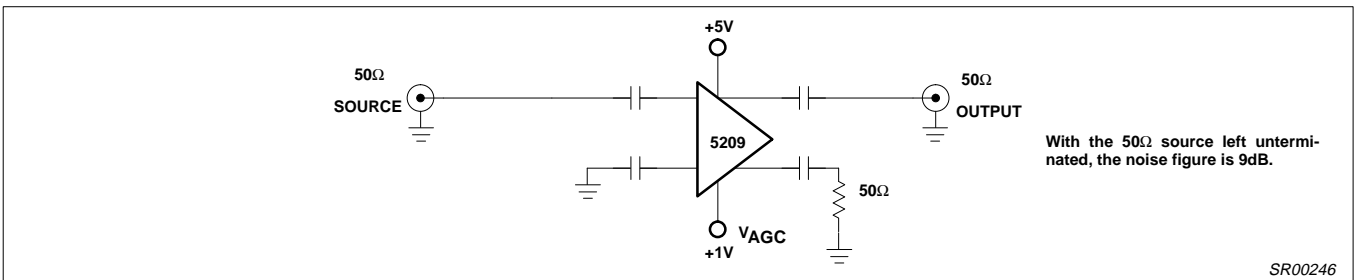 +5V
50Ω
SOURCE
50Ω
OUTPUT
5209
With the 50Ω source left untermi-
nated, the noise figure is 9dB.
50Ω
VAGC
+1V
SR00246